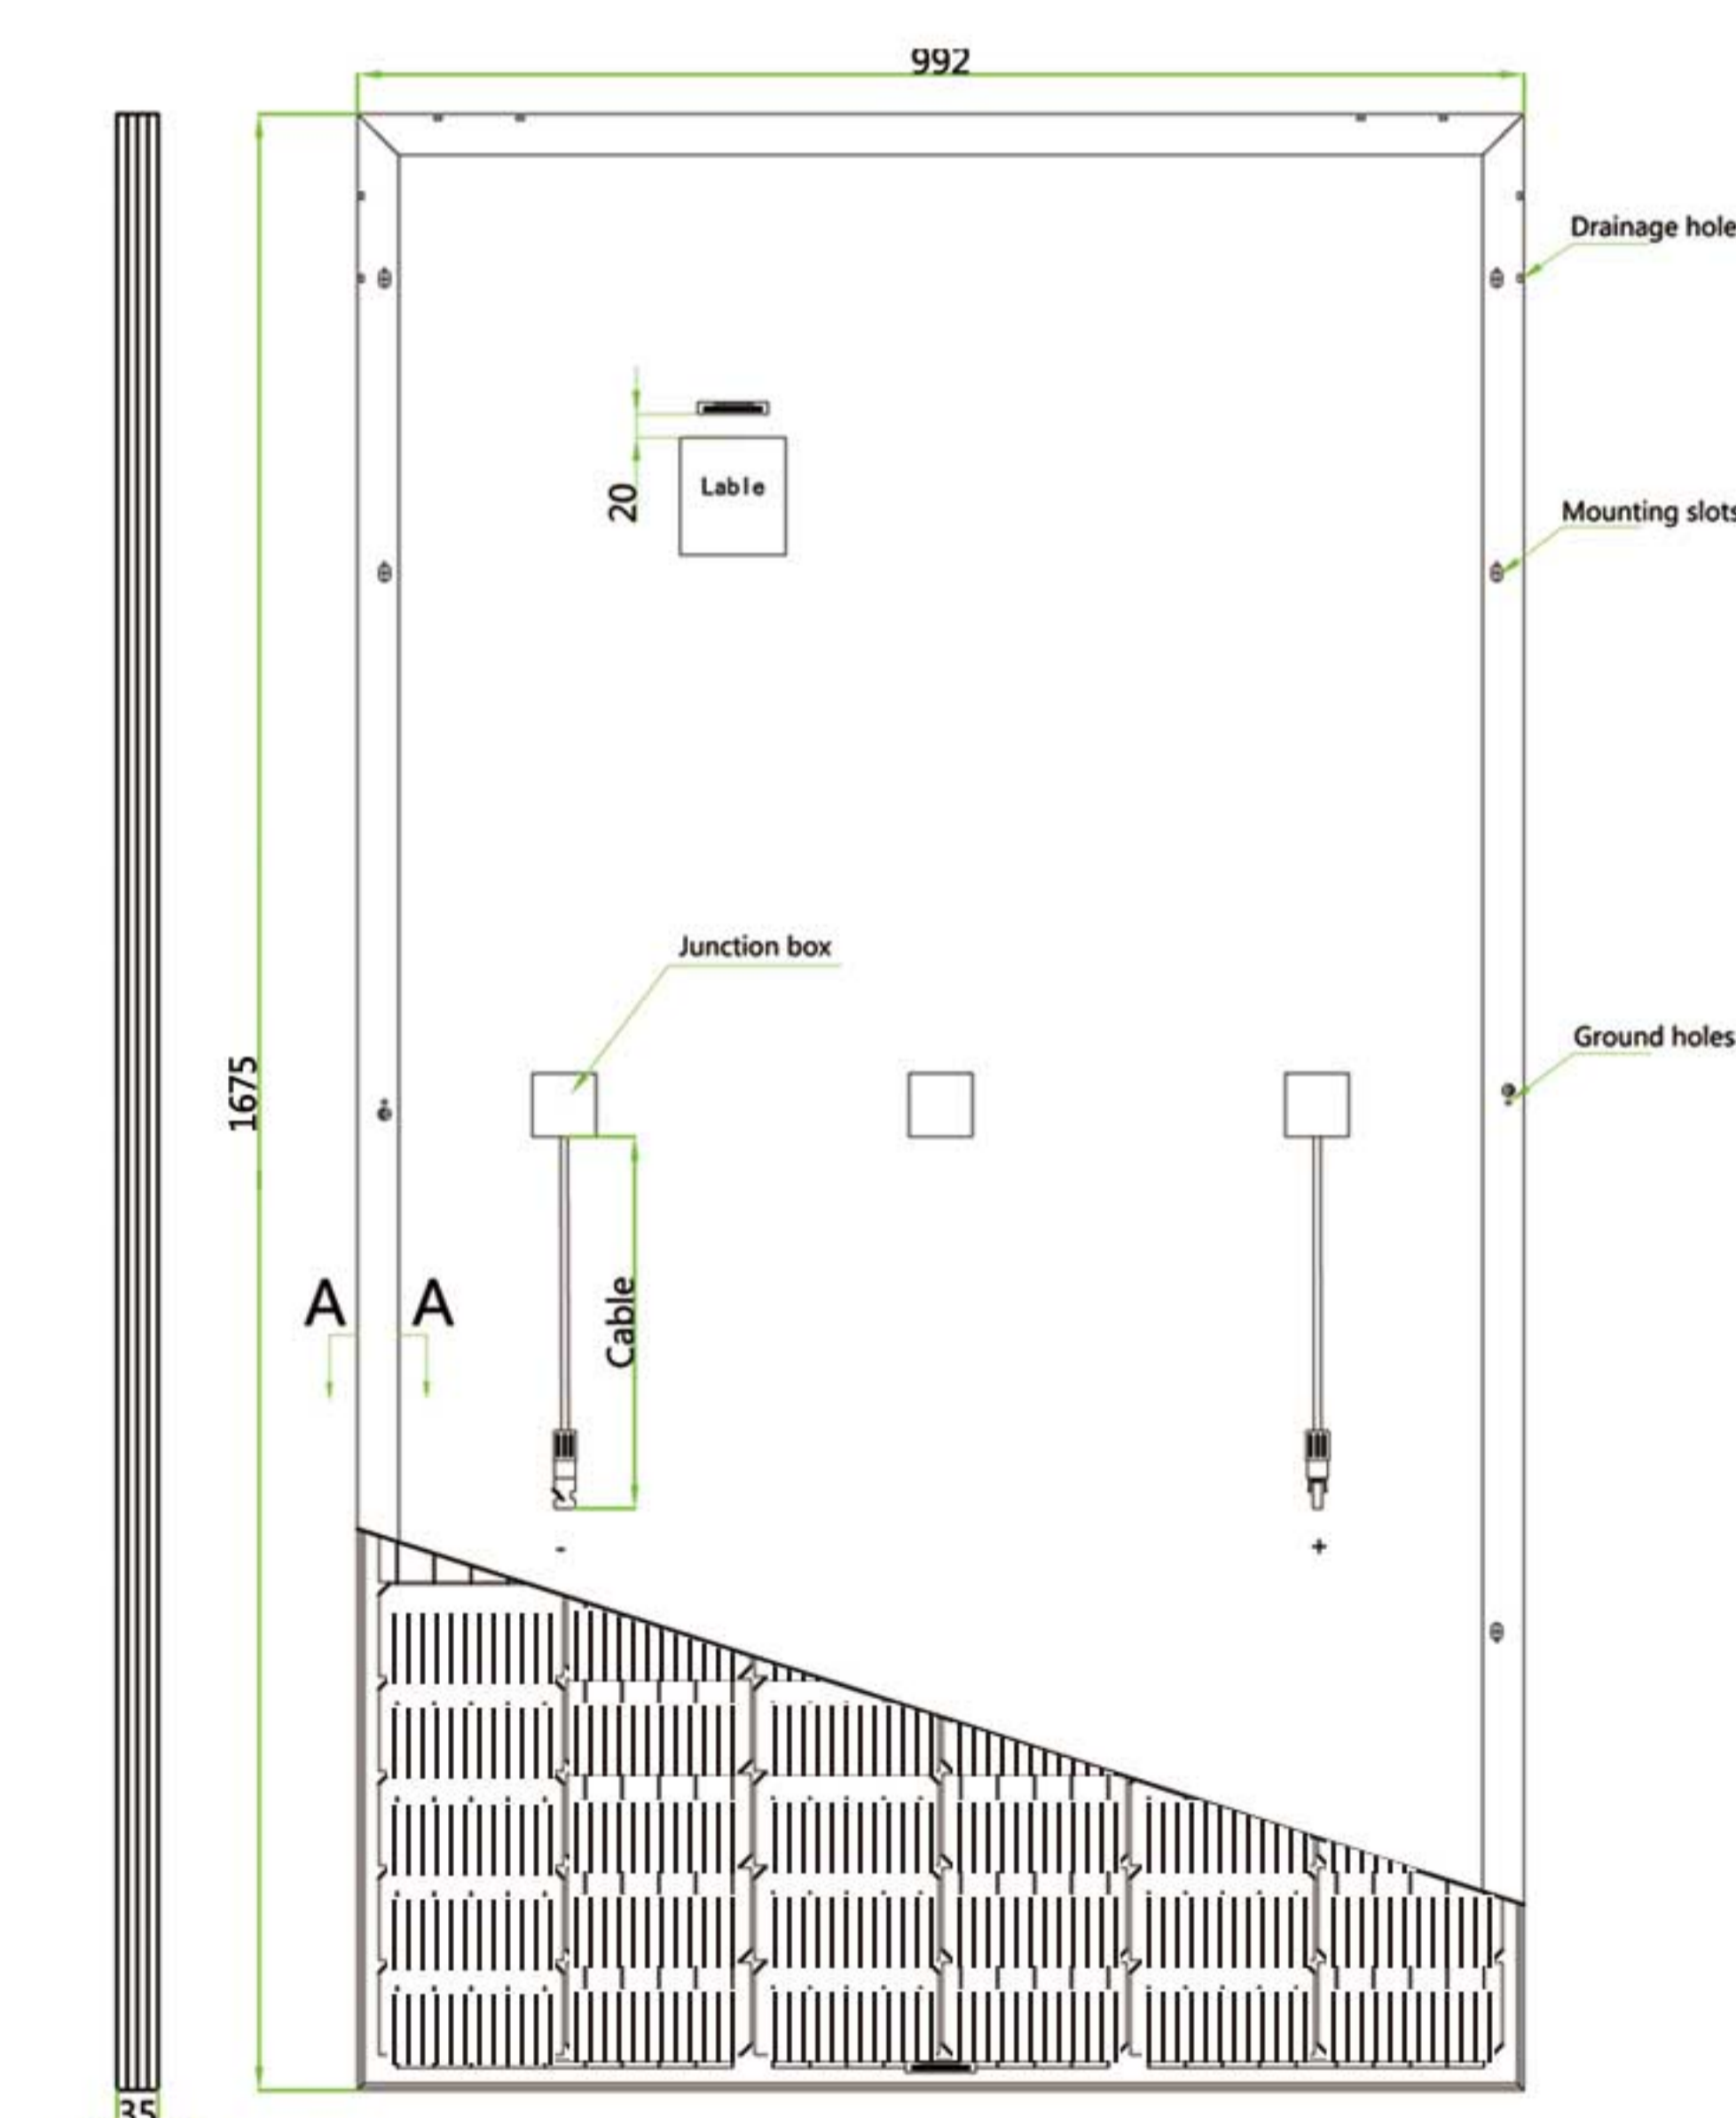 992
Drainage hole
20
Lable
Mounting slots
Junction box
1675
Ground holes
A A
Cable
- +
35